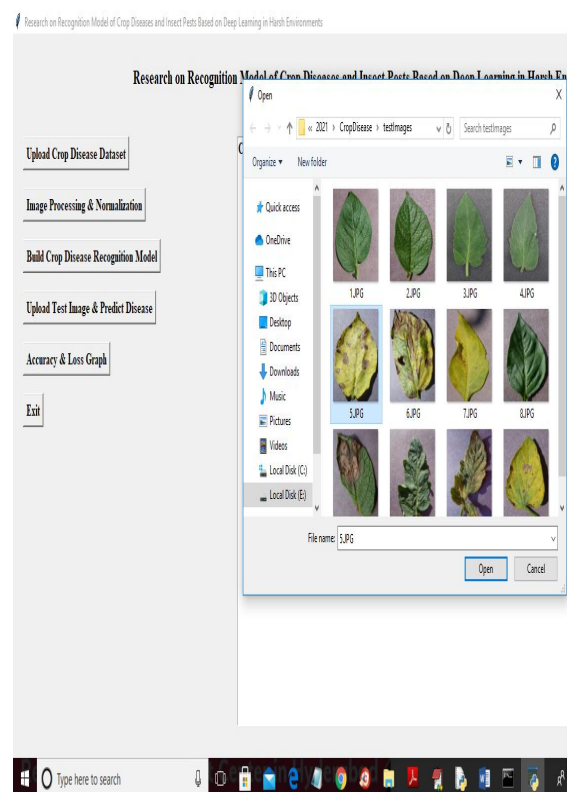 Research on Recognition Model of Crop Diseases and Insect Pests Based on Deep Learning in Harsh Environments
Research on Recognition Model of Crop Diseases and Insect Pests Based on Deep Learning in Harsh En
Upload Crop Disease Dataset
Image Processing & Normalization
Build Crop Disease Recognition Model
Upload Test Image & Predict Disease
Accuracy & Loss Graph
Exit
C
Open
« 2021 › CropDisease › testImages
Search testImages
Organize
New folder
Quick access
OneDrive
This PC
3D Objects
Desktop
Documents
Downloads
Music
Pictures
Videos
Local Disk (C:)
Local Disk (E:)
1.JPG 2.JPG 3.JPG 4.JPG
5.JPG 6.JPG 7.JPG 8.JPG
File name: 5.JPG
Open Cancel
Type here to search